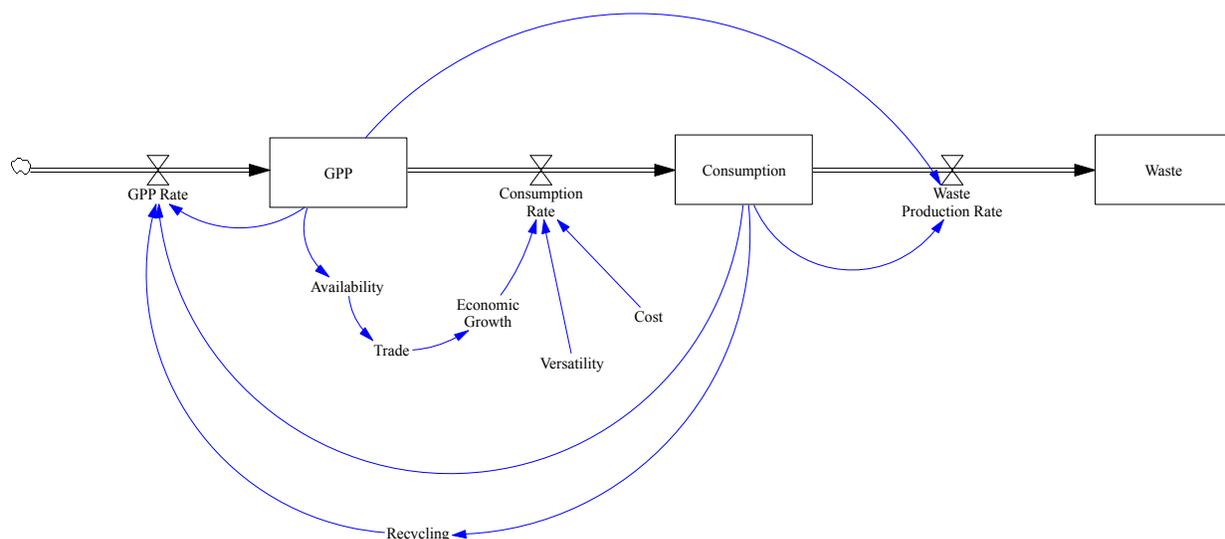 GPP
Consumption
Waste
GPP Rate
Consumption
Rate
Waste
Production Rate
Availability
Economic
Growth
Cost
Trade
Versatility
Recycling